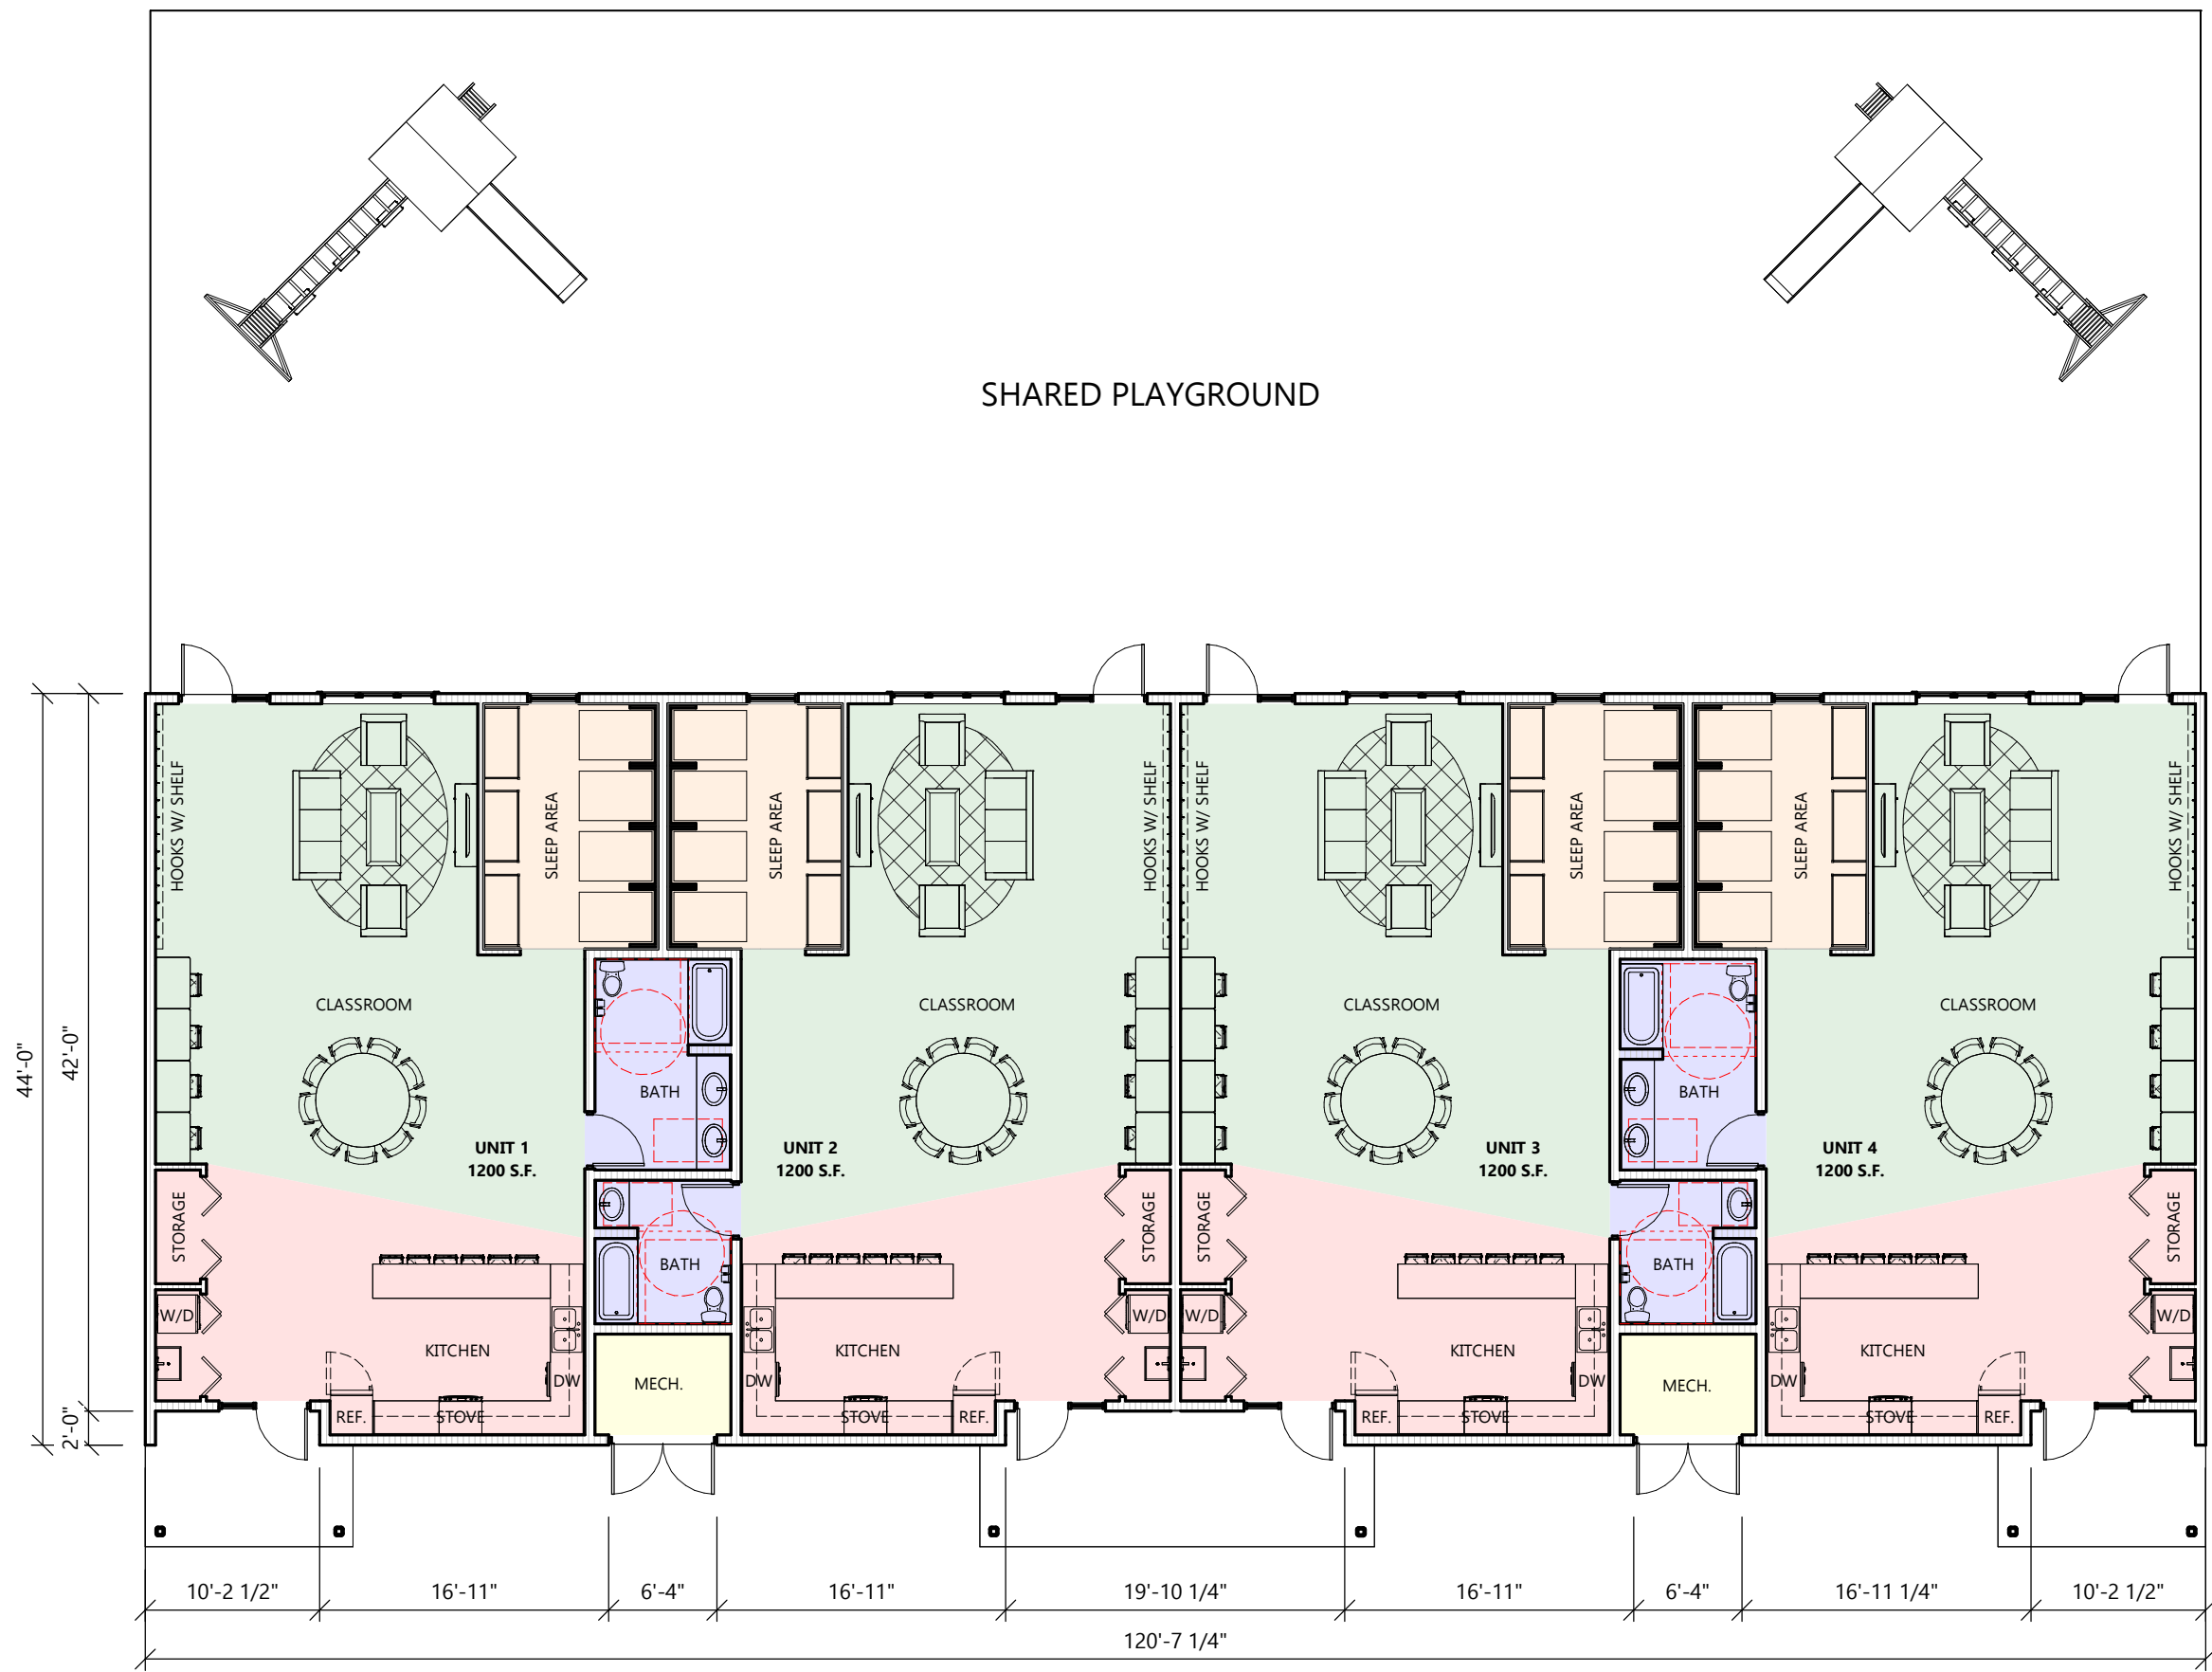 SHARED PLAYGROUND
HOOKS W/ SHELF
SLEEP AREA
SLEEP AREA
HOOKS W/ SHELF
HOOKS W/ SHELF
SLEEP AREA
SLEEP AREA
HOOKS W/ SHELF
CLASSROOM
CLASSROOM
CLASSROOM
CLASSROOM
BATH
BATH
UNIT 1
1200 S.F.
UNIT 2
1200 S.F.
UNIT 3
1200 S.F.
UNIT 4
1200 S.F.
STORAGE
STORAGE
STORAGE
STORAGE
BATH
BATH
W/D
W/D
W/D
W/D
KITCHEN
KITCHEN
KITCHEN
KITCHEN
DW
MECH.
DW
DW
MECH.
DW
REF.
STOVE
STOVE
REF.
REF.
STOVE
STOVE
REF.
44'-0"
42'-0"
2'-0"
10'-2 1/2"
16'-11"
6'-4"
16'-11"
19'-10 1/4"
16'-11"
6'-4"
16'-11 1/4"
10'-2 1/2"
120'-7 1/4"